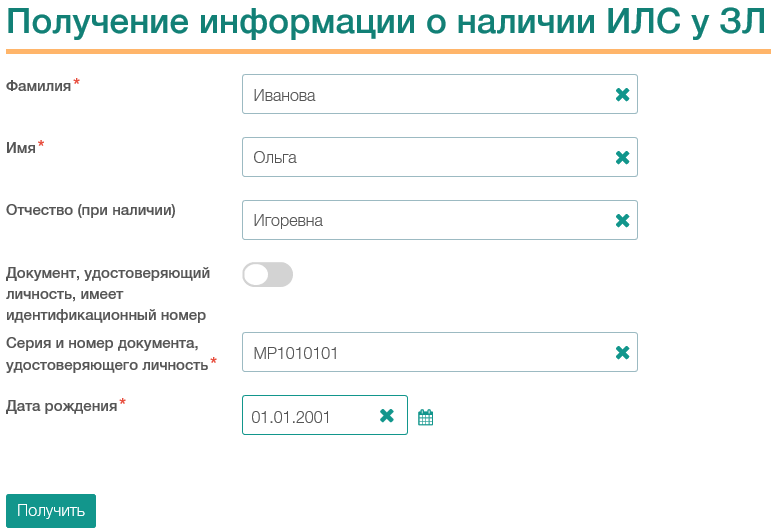 Получение информации о наличии ИЛС у ЗЛ
Фамилия*
Иванова
Имя*
Ольга
Отчество (при наличии)
Игоревна
Документ, удостоверяющий
личность, имеет
идентификационный номер
Серия и номер документа,
удостоверяющего личность*
МР1010101
Дата рождения*
01.01.2001
Получить